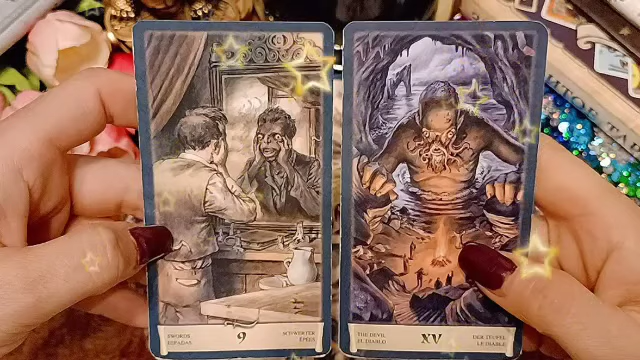 SWORDS
ESPADAS
9
SCHWERTER
ÉPÉES
THE DEVIL
EL DIABLO
XV
DER TEUFEL
LE DIABLE